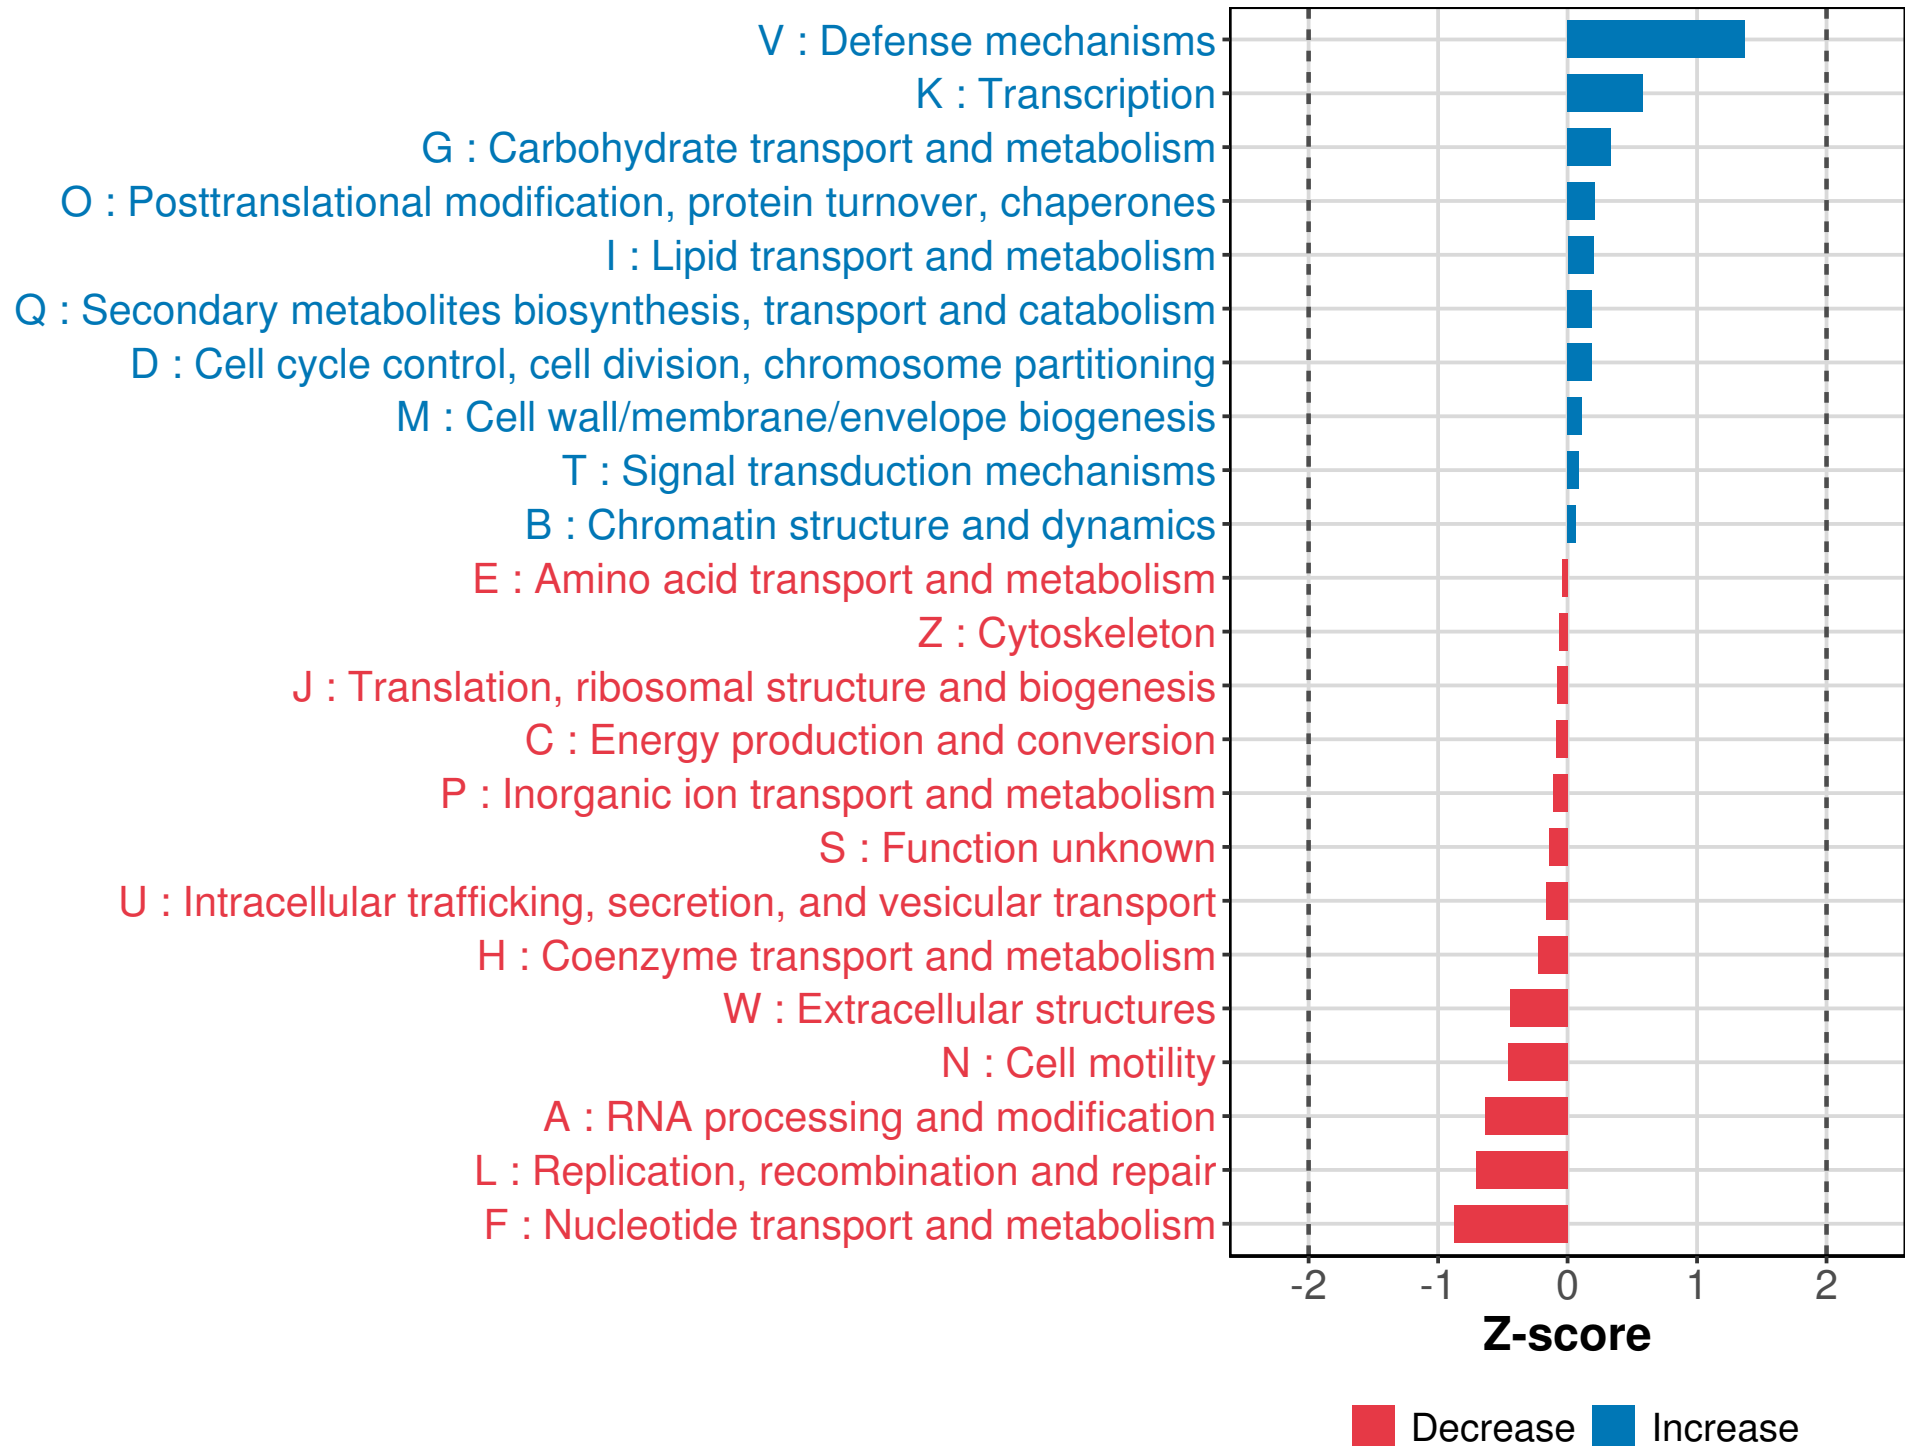 V : Defense mechanisms
K : Transcription
G : Carbohydrate transport and metabolism
O : Posttranslational modification, protein turnover, chaperones
I : Lipid transport and metabolism
Q : Secondary metabolites biosynthesis, transport and catabolism
D : Cell cycle control, cell division, chromosome partitioning
M : Cell wall/membrane/envelope biogenesis
T : Signal transduction mechanisms
B : Chromatin structure and dynamics
E : Amino acid transport and metabolism
Z : Cytoskeleton
J : Translation, ribosomal structure and biogenesis
C : Energy production and conversion
P : Inorganic ion transport and metabolism
S : Function unknown
U : Intracellular trafficking, secretion, and vesicular transport
H : Coenzyme transport and metabolism
W : Extracellular structures
N : Cell motility
A : RNA processing and modification
L : Replication, recombination and repair
F : Nucleotide transport and metabolism
-2 -1 0 1 2
Z-score
Decrease Increase